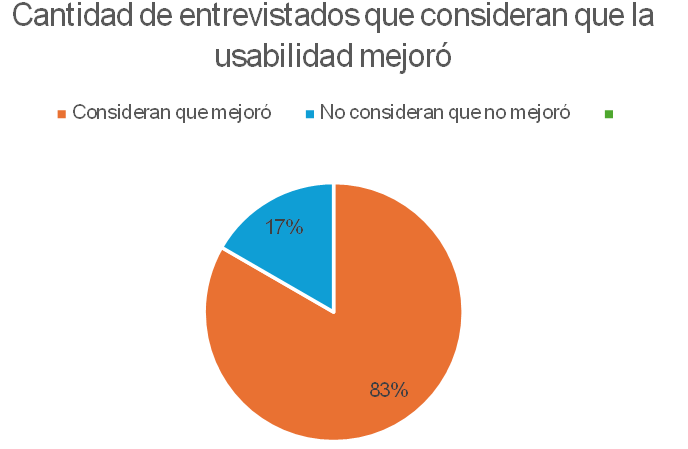 Cantidad de entrevistados que consideran que la
usabilidad mejoró
Consideran que mejoró No consideran que no mejoró
17%
83%